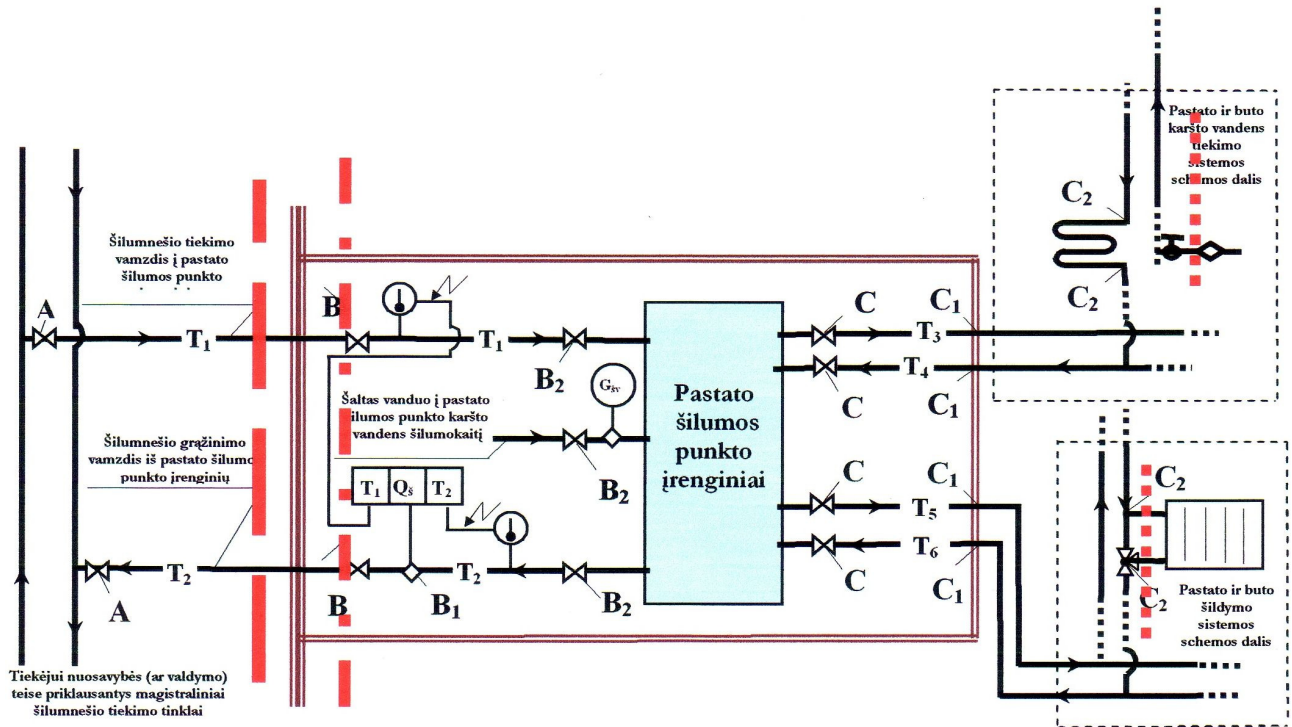 Pastato ir buto
karšto vandens
tiekimo
sistemos
schemos dalis
C2
C2
Šilumnešio tiekimo
vamzdis į pastato
šilumos punkto
A
B
T1
T1
B2
C
C1
T3
T4
C
C1
Gšv
Šaltas vanduo į pastato
šilumos punkto karšto
vandens šilumokaitį
B2
Pastato
šilumos
punkto
įrenginiai
Šilumnešio grąžinimo
vamzdis iš pastato šilumo
punkto įrenginių
T1 Qš T2
C
C1
T5
T6
C
C1
A
T2
B
B1
T2
B2
C2
C2
Pastato ir buto
šildymo
sistemos
schemos dalis
Tiekėjui nuosavybės (ar valdymo)
teise priklausantys magistraliniai
šilumnešio tiekimo tinklai